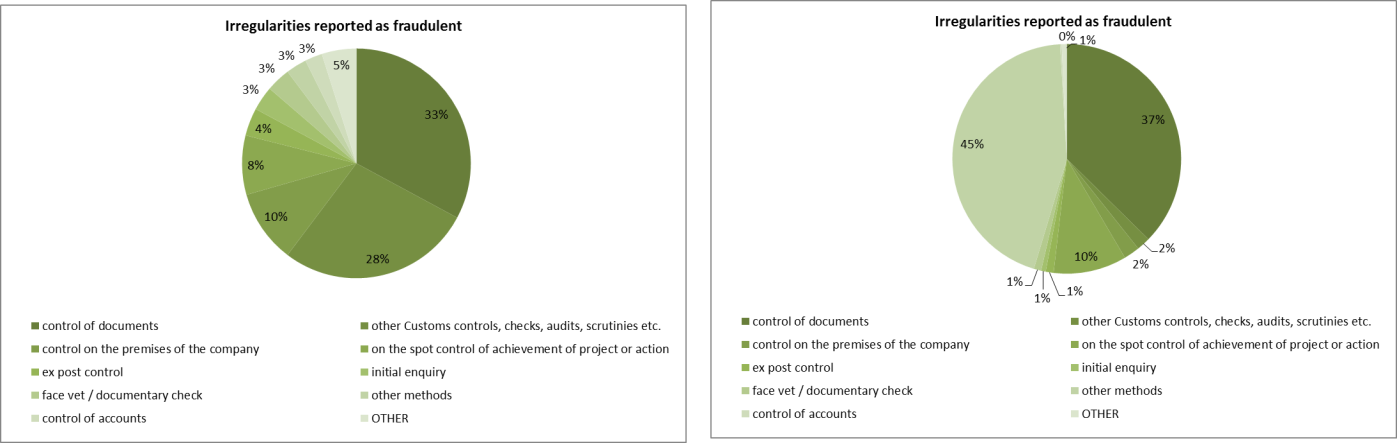 Irregularities reported as fraudulent
3%
3%
3%
3%
5%
33%
4%
8%
10%
28%
control of documents
other Customs controls, checks, audits, scrutinies etc.
control on the premises of the company
on the spot control of achievement of project or action
ex post control
initial enquiry
face vet / documentary check
other methods
control of accounts
OTHER
Irregularities reported as fraudulent
0%
1%
37%
45%
2%
2%
10%
1%
1%
1%
control of documents
other Customs controls, checks, audits, scrutinies etc.
control on the premises of the company
on the spot control of achievement of project or action
ex post control
initial enquiry
face vet / documentary check
other methods
control of accounts
OTHER